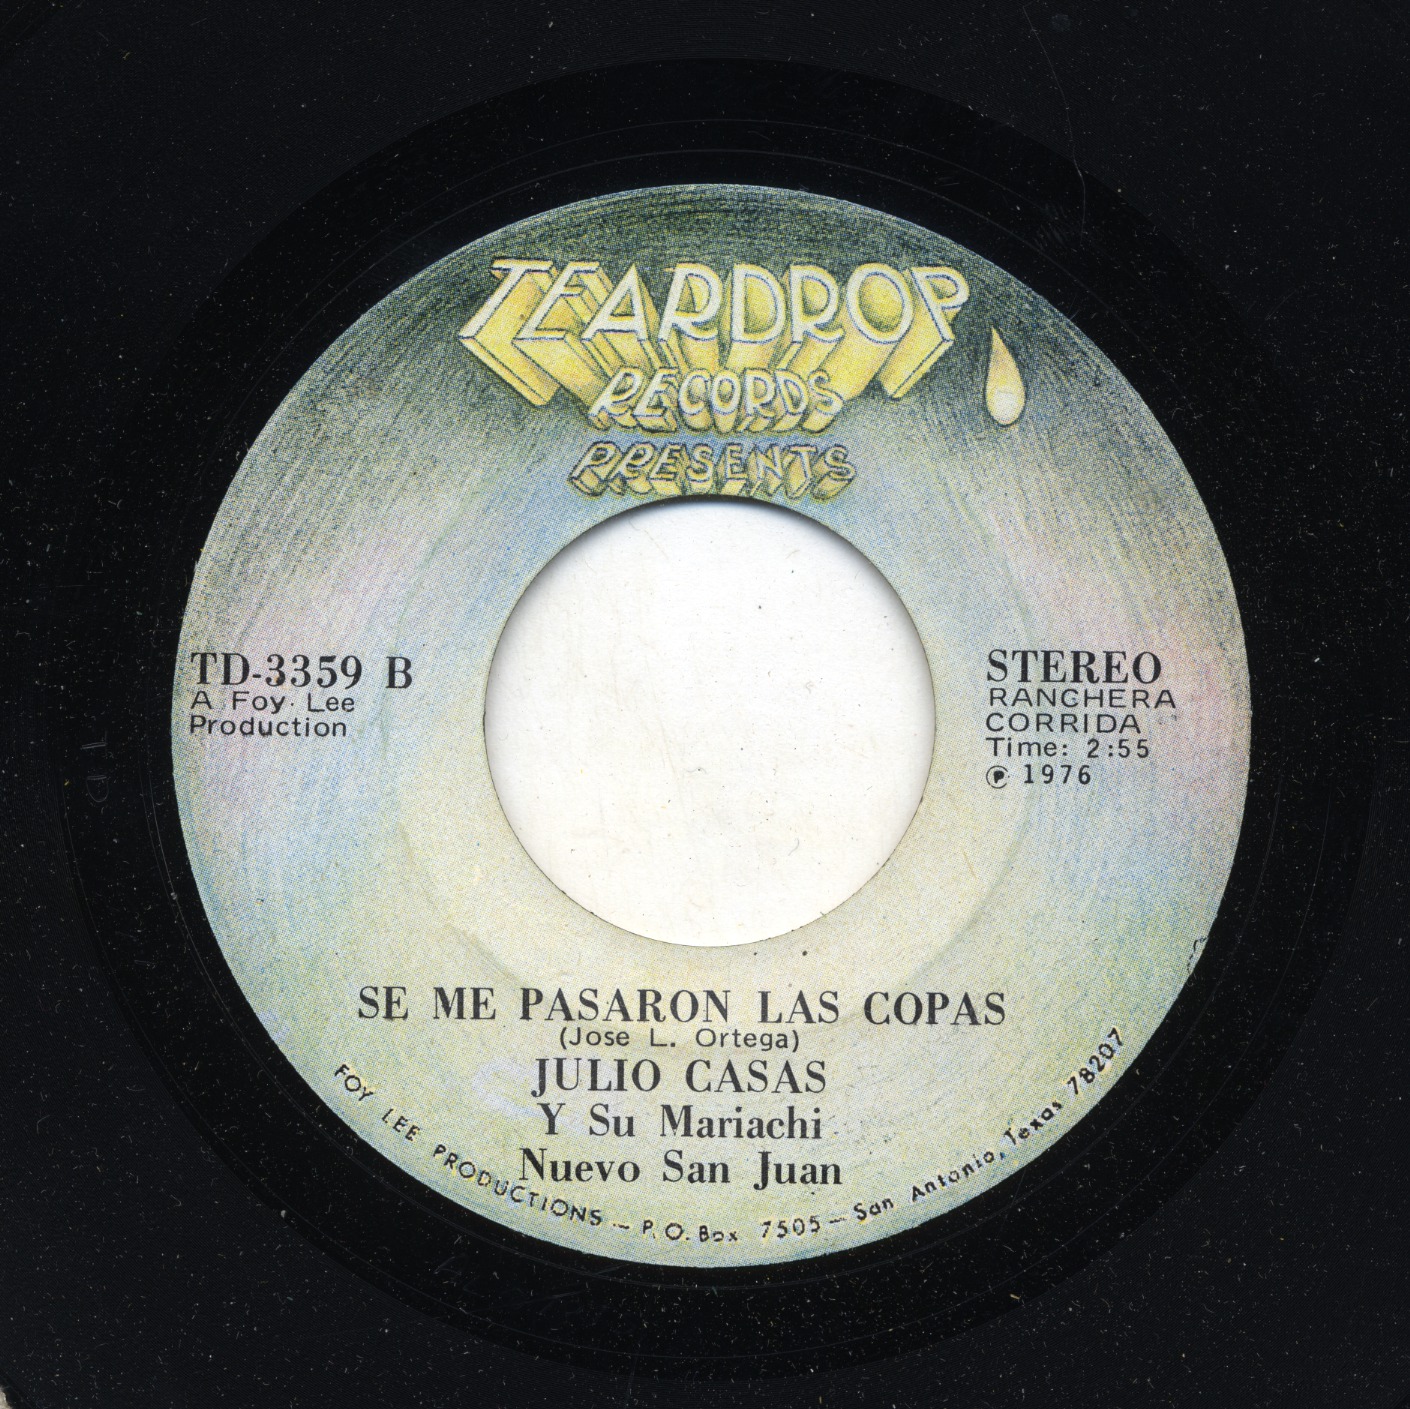 TEARDROP
RECORDS
PRESENTS
TD-3359 B
A Foy Lee
Production
STEREO
RANCHERA
CORRIDA
Time: 2:55
℗ 1976
SE ME PASARON LAS COPAS
(Jose L. Ortega)
JULIO CASAS
Y Su Mariachi
Nuevo San Juan
FOY LEE PRODUCTIONS — P.O. Box 7505 — San Antonio, Texas 78207